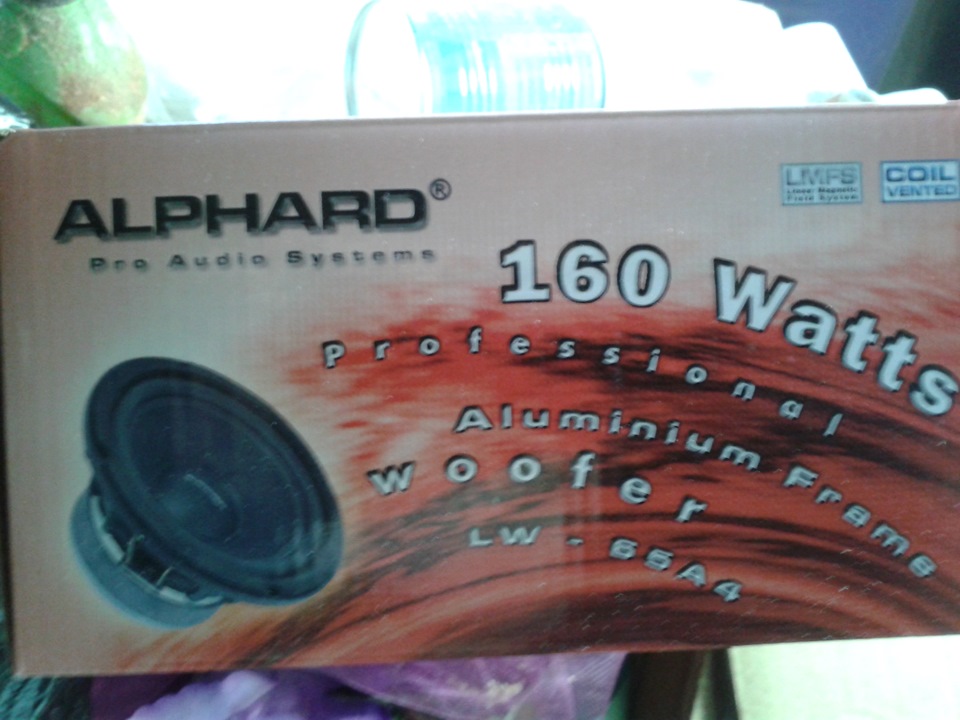 ALPHARD®
Pro Audio Systems
LMFS
Linear Magnetic
Field System
COIL
VENTED
160 Watts
Professional
Aluminium Frame
Woofer
LW - 65A4